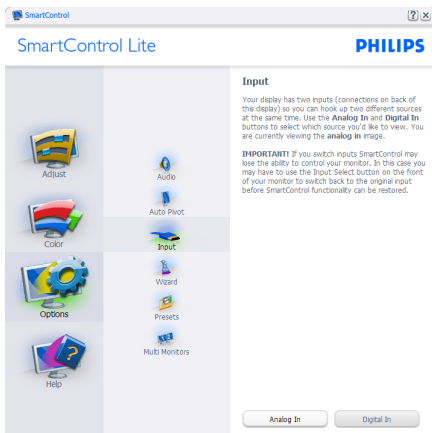 SmartControl
SmartControl Lite
PHILIPS
Adjust
Color
Options
Help
Audio
Auto Pivot
Input
Wizard
Presets
Multi Monitors
Input
Your display has two inputs (connections on back of
this display) so you can hook up two different sources
at the same time. Use the Analog In and Digital In
buttons to select which source you'd like to view. You
are currently viewing the analog in image.
IMPORTANT! If you switch inputs SmartControl may
lose the ability to control your monitor. In this case you
may have to use the Input Select button on the front
of your monitor to switch back to the original input
before SmartControl functionality can be restored.
Analog In
Digital In